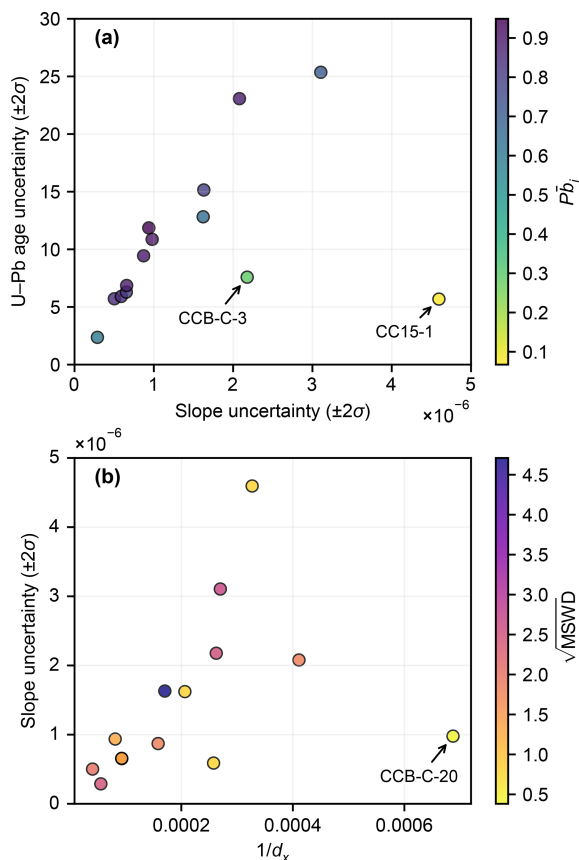 (a)
30
25
20
15
10
5
0
U–Pb age uncertainty (±2σ)
CCB-C-3
CC15-1
0 1 2 3 4 5
Slope uncertainty (±2σ)
×10⁻⁶
0.9
0.8
0.7
0.6
0.5
0.4
0.3
0.2
0.1
P̄b_i
×10⁻⁶
(b)
5
4
3
2
1
0
Slope uncertainty (±2σ)
CCB-C-20
0.0002 0.0004 0.0006
1/d_x
4.5
4.0
3.5
3.0
2.5
2.0
1.5
1.0
0.5
√MSWD